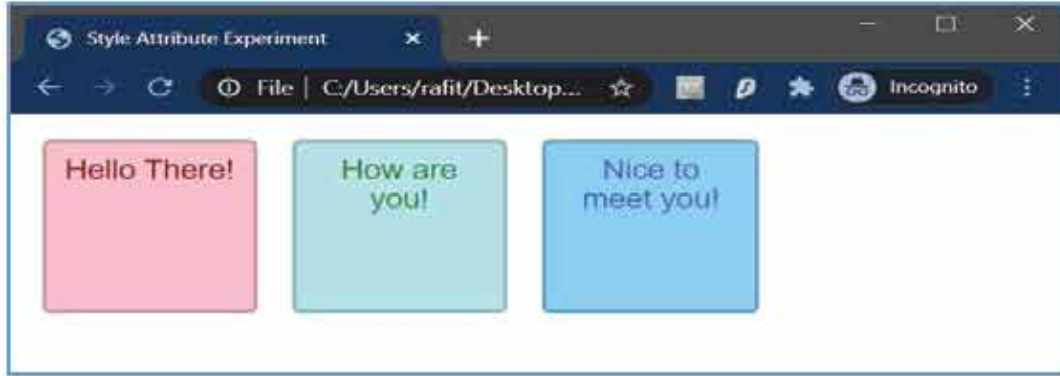 Style Attribute Experiment
File | C:/Users/rafit/Desktop... Incognito
Hello There!
How are
you!
Nice to
meet you!